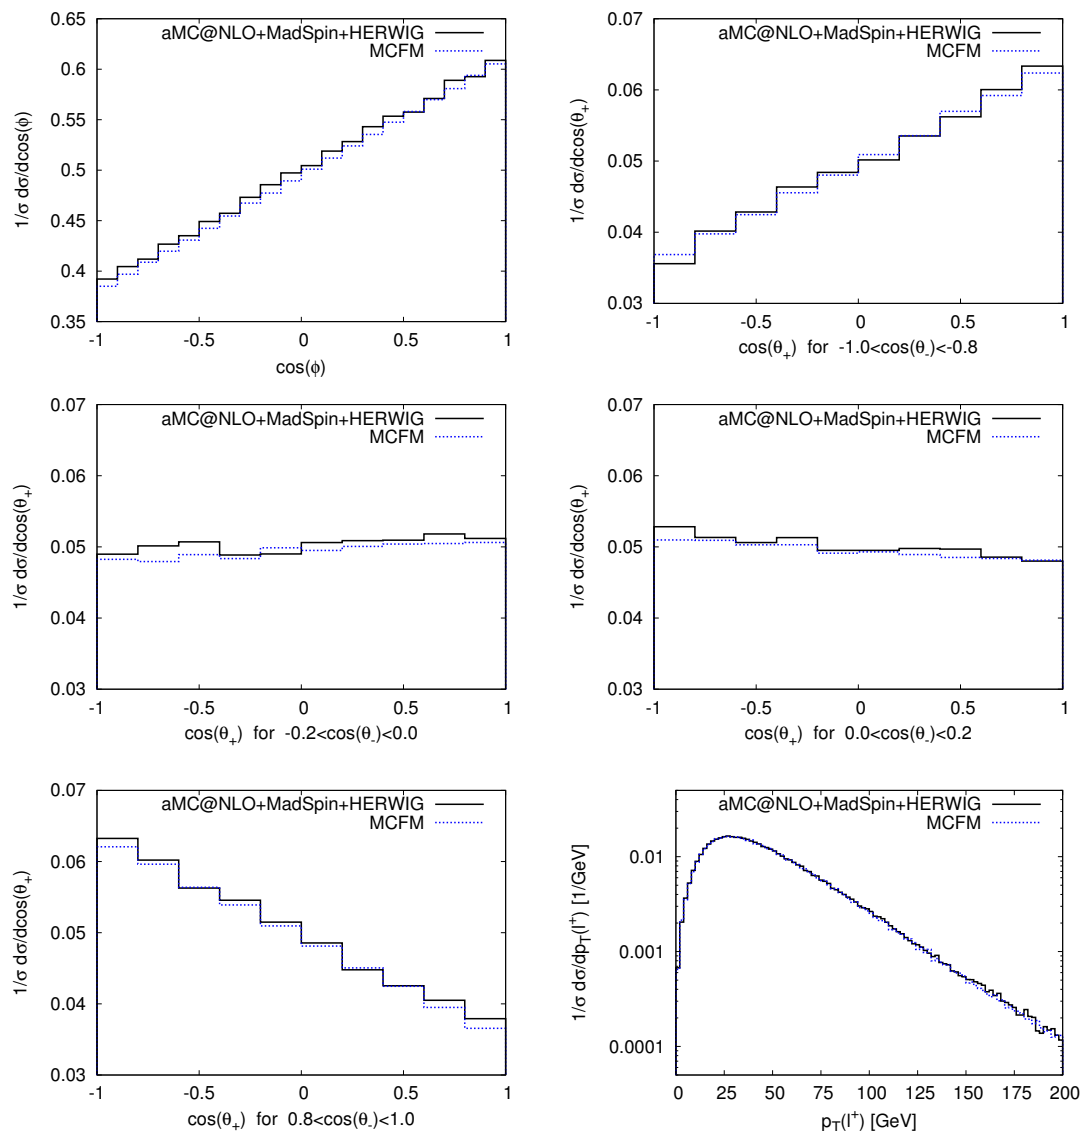 0.65
0.6
0.55
0.5
0.45
0.4
0.35
-1 -0.5 0 0.5 1
1/σ dσ/dcos(ϕ)
cos(ϕ)
aMC@NLO+MadSpin+HERWIG
MCFM
0.07
0.06
0.05
0.04
0.03
-1 -0.5 0 0.5 1
1/σ dσ/dcos(θ+)
cos(θ+) for -1.0<cos(θ-)<-0.8
aMC@NLO+MadSpin+HERWIG
MCFM
0.07
0.06
0.05
0.04
0.03
-1 -0.5 0 0.5 1
1/σ dσ/dcos(θ+)
cos(θ+) for -0.2<cos(θ-)<0.0
aMC@NLO+MadSpin+HERWIG
MCFM
0.07
0.06
0.05
0.04
0.03
-1 -0.5 0 0.5 1
1/σ dσ/dcos(θ+)
cos(θ+) for 0.0<cos(θ-)<0.2
aMC@NLO+MadSpin+HERWIG
MCFM
0.07
0.06
0.05
0.04
0.03
-1 -0.5 0 0.5 1
1/σ dσ/dcos(θ+)
cos(θ+) for 0.8<cos(θ-)<1.0
aMC@NLO+MadSpin+HERWIG
MCFM
0.01
0.001
0.0001
0 25 50 75 100 125 150 175 200
1/σ dσ/dpT(l+) [1/GeV]
pT(l+) [GeV]
aMC@NLO+MadSpin+HERWIG
MCFM